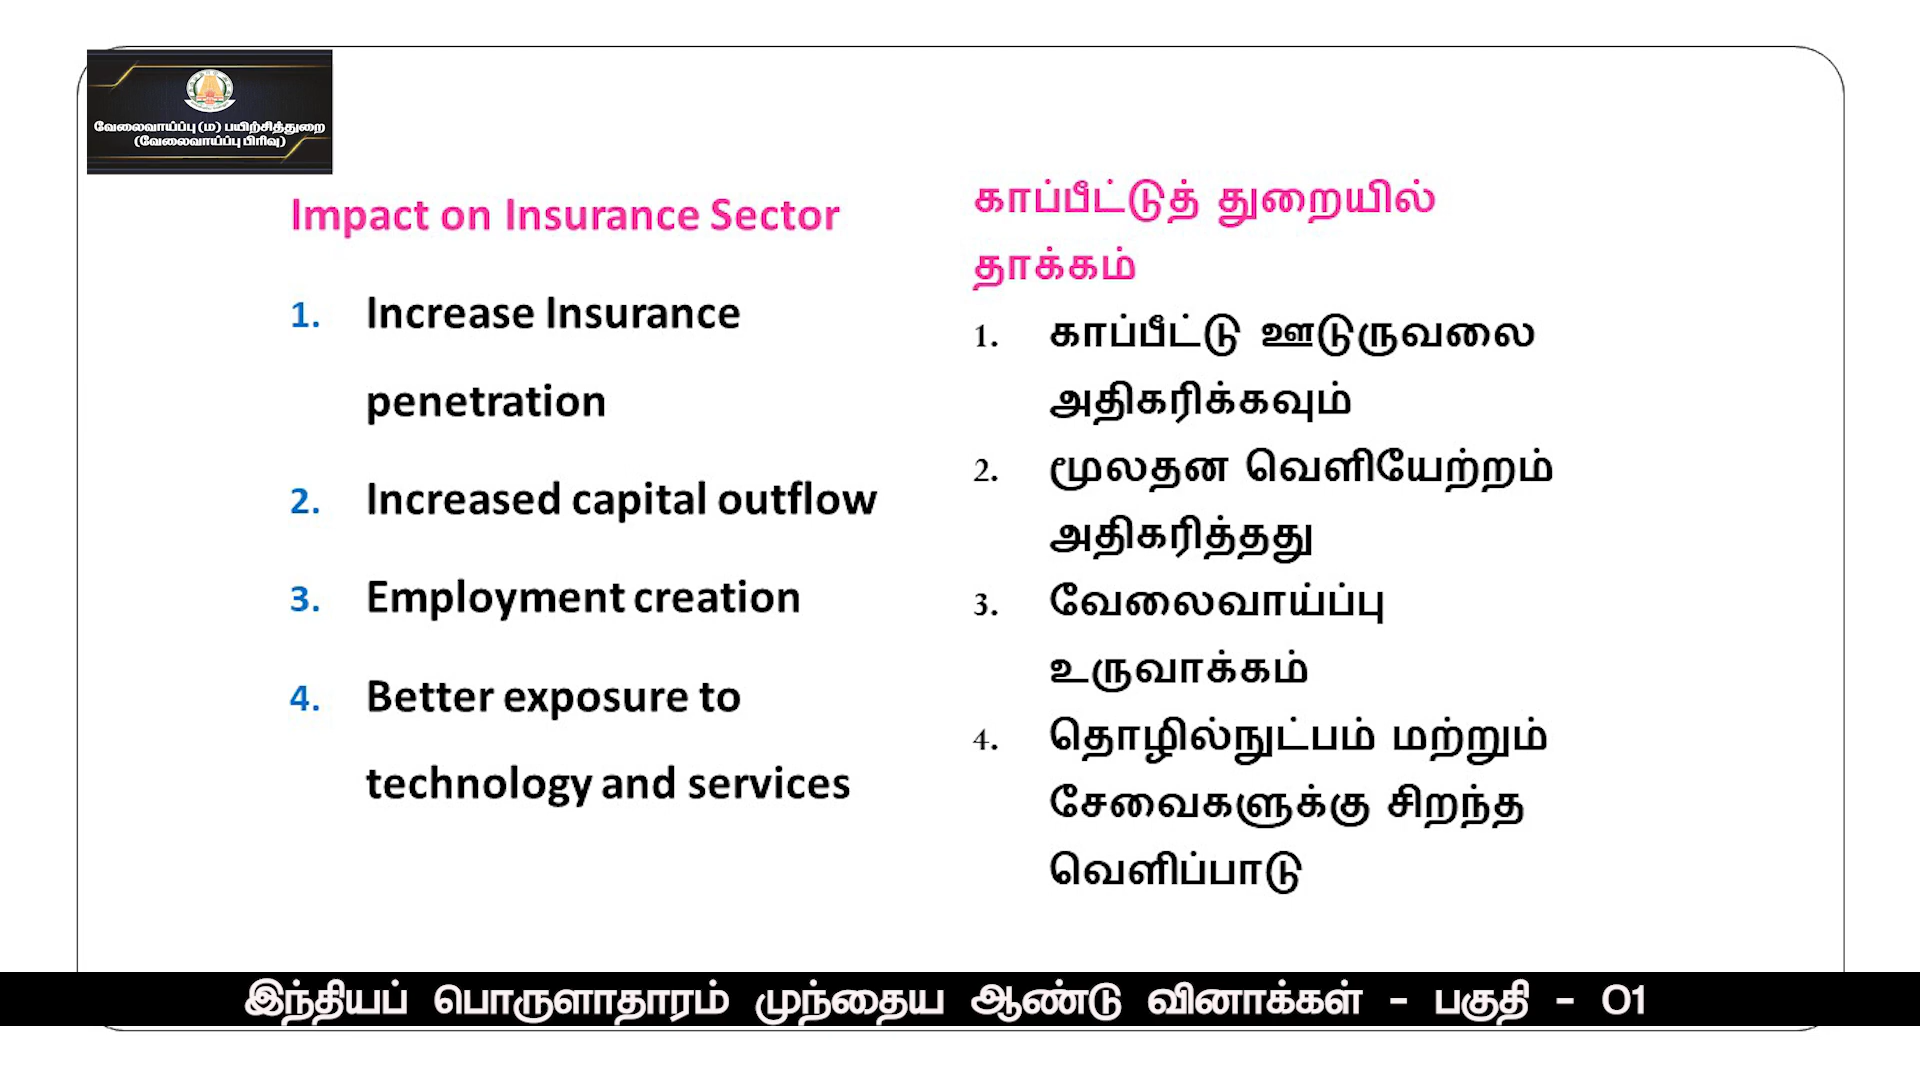 வேலைவாய்ப்பு (ம) பயிற்சித்துறை
(வேலைவாய்ப்பு பிரிவு)
Impact on Insurance Sector
1. Increase Insurance
penetration
2. Increased capital outflow
3. Employment creation
4. Better exposure to
technology and services
காப்பீட்டுத் துறையில்
தாக்கம்
1. காப்பீட்டு ஊடுருவலை
அதிகரிக்கவும்
2. மூலதன வெளியேற்றம்
அதிகரித்தது
3. வேலைவாய்ப்பு
உருவாக்கம்
4. தொழில்நுட்பம் மற்றும்
சேவைகளுக்கு சிறந்த
வெளிப்பாடு
இந்தியப் பொருளாதாரம் முந்தைய ஆண்டு வினாக்கள் - பகுதி - 01